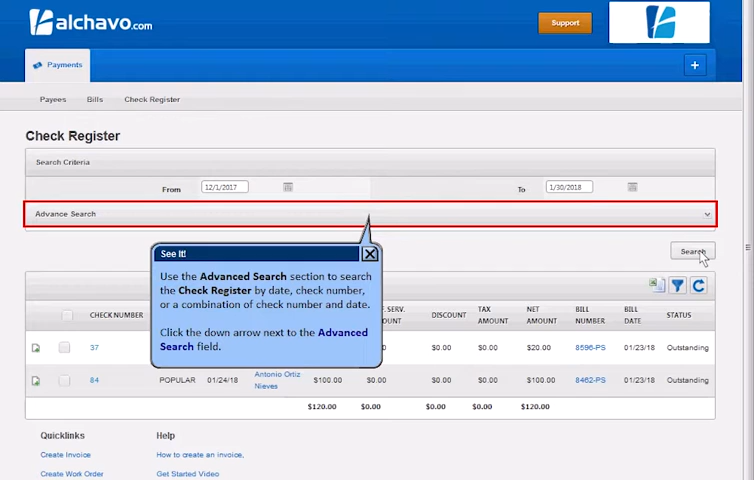 alchavo.com
Support
Payments
+
Payees Bills Check Register
Check Register
Search Criteria
From 12/1/2017 To 1/30/2018
Advance Search
Search
See It!
Use the Advanced Search section to search
the Check Register by date, check number,
or a combination of check number and date.
Click the down arrow next to the Advanced
Search field.
CHECK NUMBER SERV. DISCOUNT TAX AMOUNT NET AMOUNT BILL NUMBER BILL DATE STATUS
37 $0.00 $0.00 $20.00 8596-PS 01/23/18 Outstanding
84 POPULAR 01/24/18 Antonio Ortiz Nieves $100.00 $0.00 $0.00 $0.00 $100.00 8462-PS 01/23/18 Outstanding
$120.00 $0.00 $0.00 $0.00 $120.00
Quicklinks Help
Create Invoice How to create an invoice,
Create Work Order Get Started Video